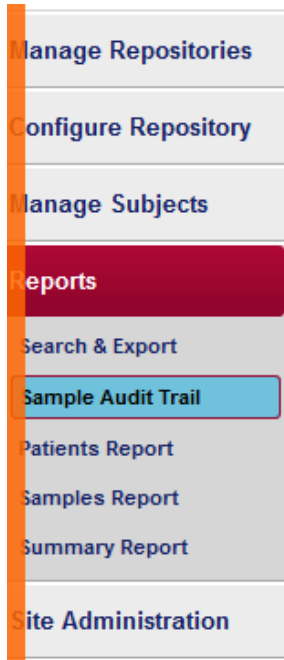 Manage Repositories
Configure Repository
Manage Subjects
Reports
Search & Export
Sample Audit Trail
Patients Report
Samples Report
Summary Report
Site Administration